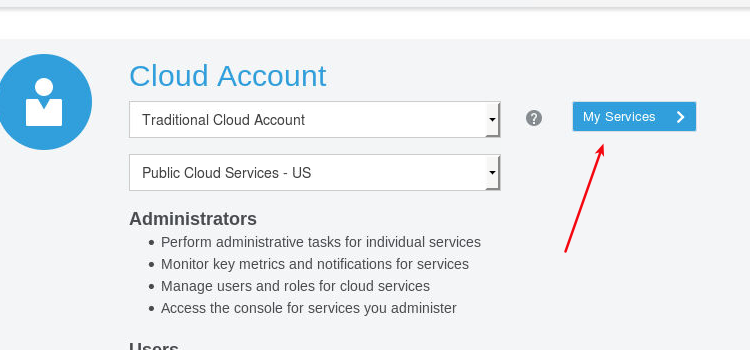 Cloud Account
Traditional Cloud Account
?
My Services
Public Cloud Services - US
Administrators
Perform administrative tasks for individual services
Monitor key metrics and notifications for services
Manage users and roles for cloud services
Access the console for services you administer
Users